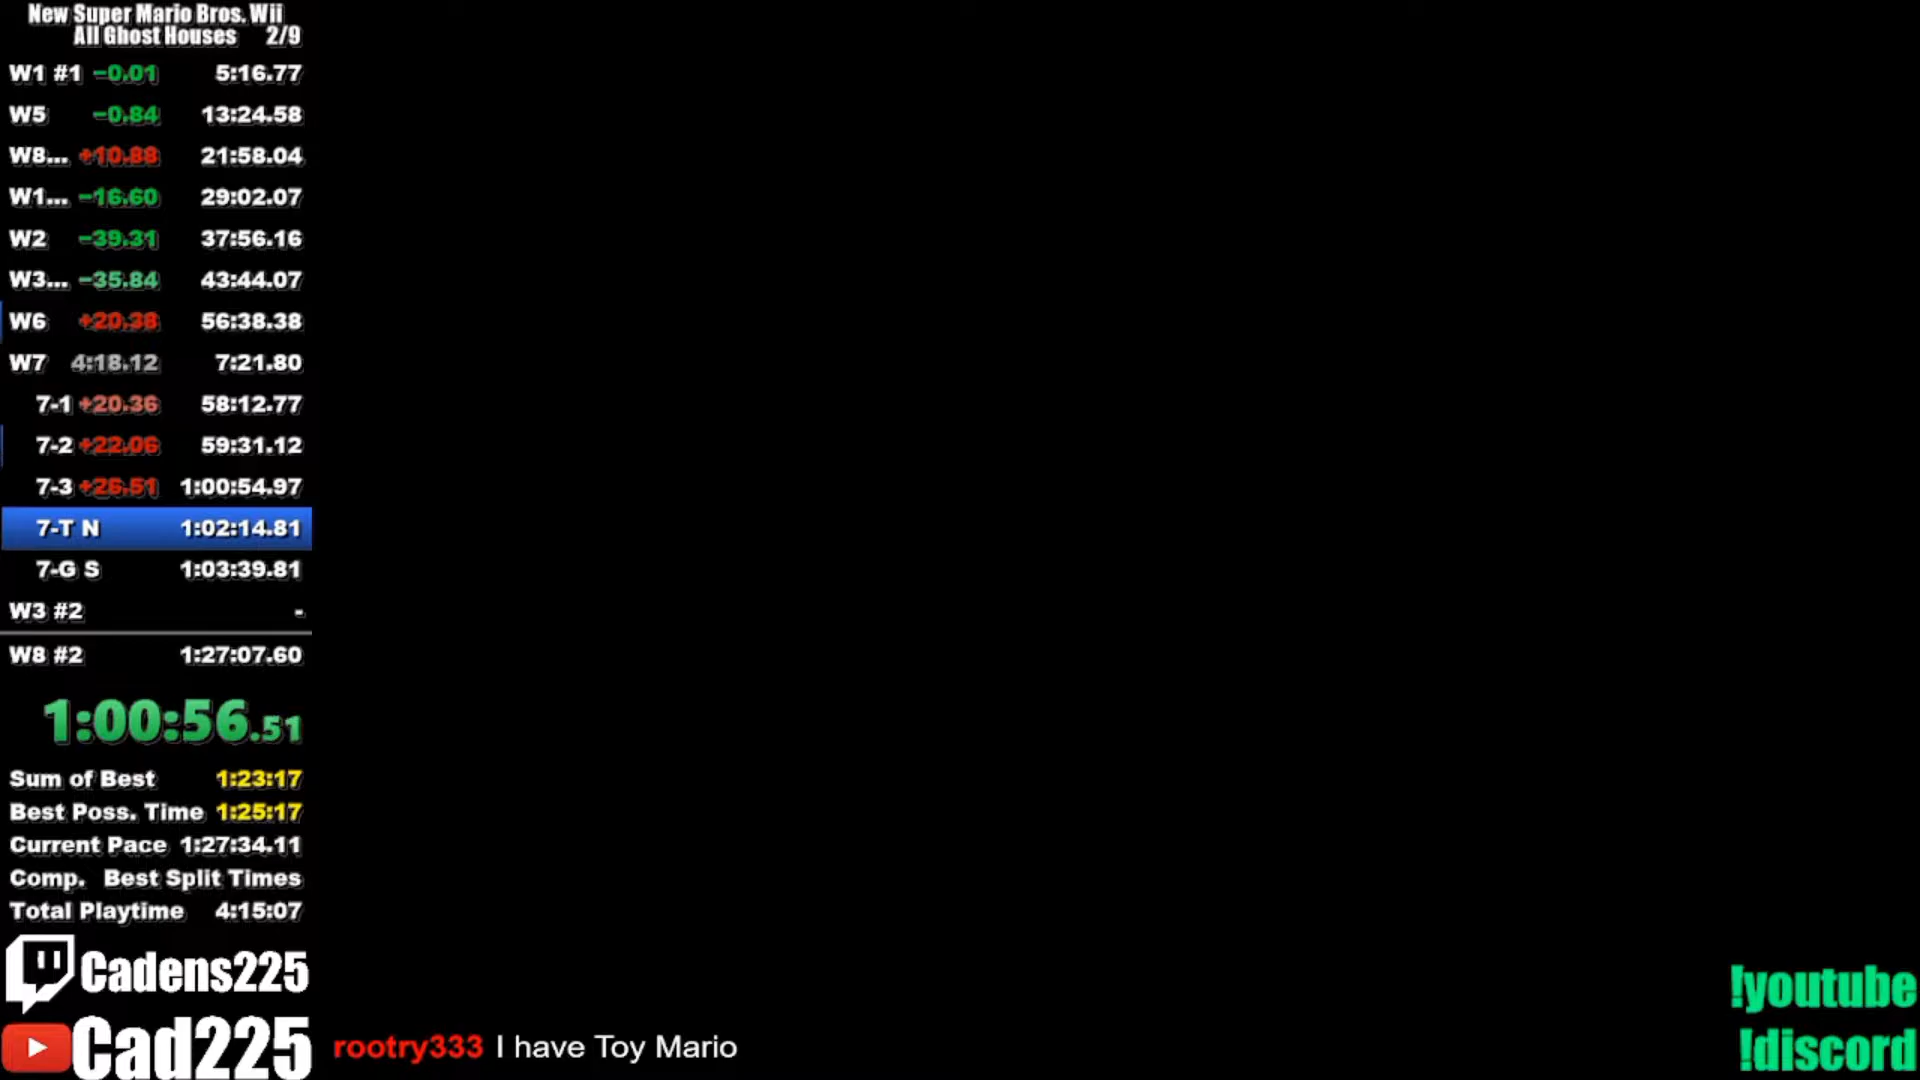 New Super Mario Bros. Wii
All Ghost Houses 2/9
W1 #1 -0.01 5:16.77
W5 -0.84 13:24.58
W8... +10.88 21:58.04
W1... -16.60 29:02.07
W2 -39.31 37:56.16
W3... -35.84 43:44.07
W6 +20.38 56:38.38
W7 4:18.12 7:21.80
7-1 +20.36 58:12.77
7-2 +22.06 59:31.12
7-3 +26.51 1:00:54.97
7-T N 1:02:14.81
7-G S 1:03:39.81
W3 #2 -
W8 #2 1:27:07.60
1:00:56.51
Sum of Best 1:23:17
Best Poss. Time 1:25:17
Current Pace 1:27:34.11
Comp. Best Split Times
Total Playtime 4:15:07
Cadens225
Cad225
rootry333 I have Toy Mario
!youtube
!discord